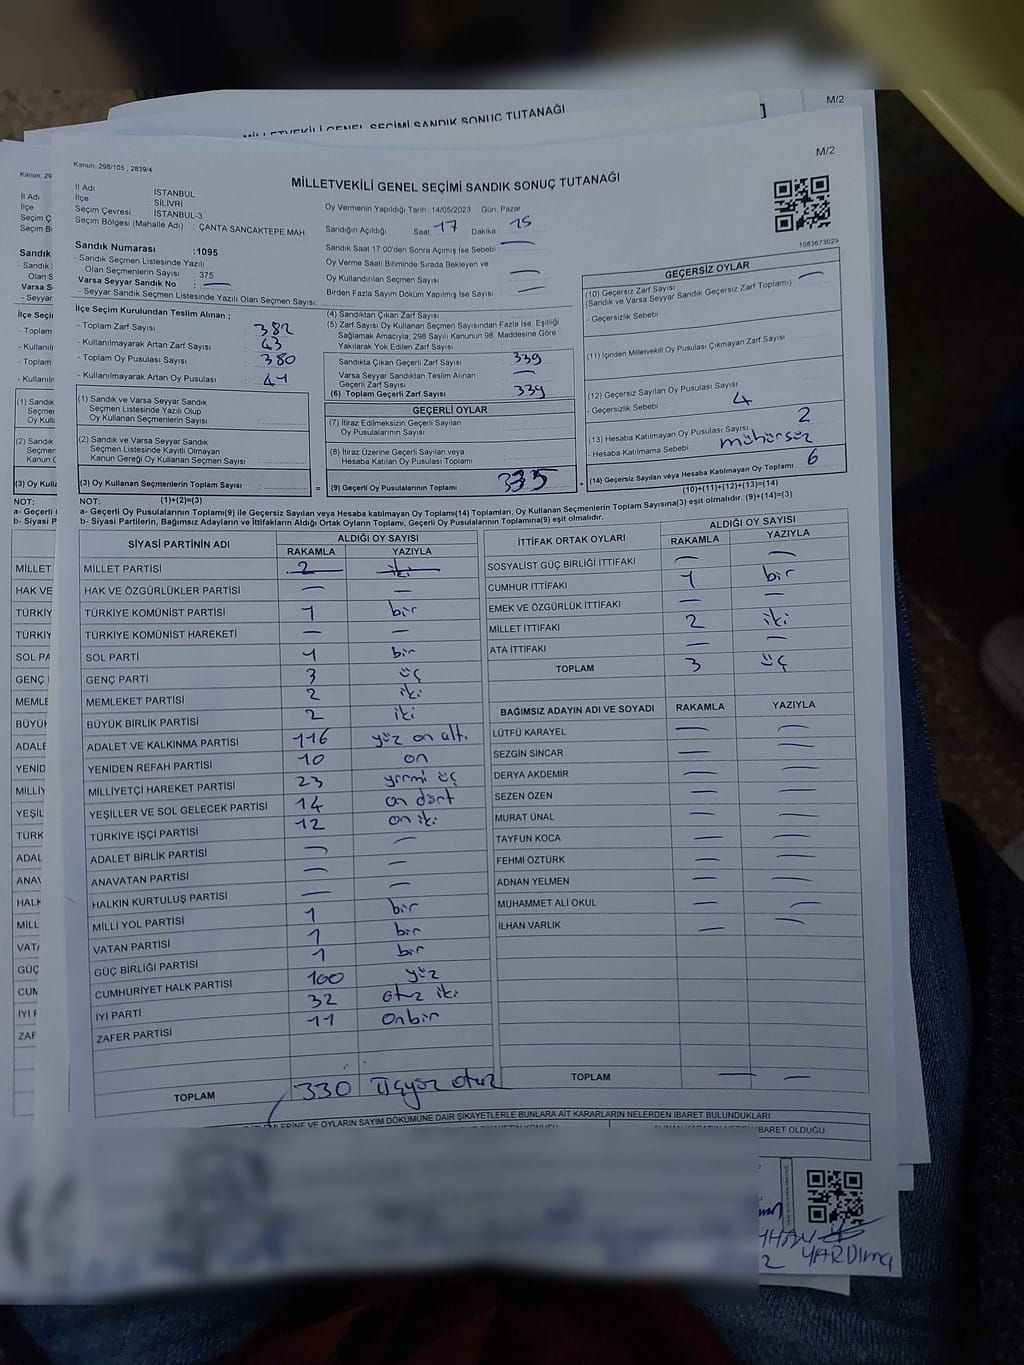 MİLLETVEKİLİ GENEL SEÇİMİ SANDIK SONUÇ TUTANAĞI
M/2
Kanun: 298/105 , 2839/4
M/2
MİLLETVEKİLİ GENEL SEÇİMİ SANDIK SONUÇ TUTANAĞI
İl Adı : İSTANBUL
İlçe : SİLİVRİ
Seçim Çevresi : İSTANBUL-3
Seçim Bölgesi (Mahalle Adı) : ÇANTA SANCAKTEPE MAH
Sandık Numarası :1095
- Sandık Seçmen Listesinde Yazılı
Olan Seçmenlerin Sayısı : 375
Varsa Seyyar Sandık No : —
- Seyyar Sandık Seçmen Listesinde Yazılı Olan Seçmen Sayısı:
İlçe Seçim Kurulundan Teslim Alınan ;
- Toplam Zarf Sayısı 382
- Kullanılmayarak Artan Zarf Sayısı 43
- Toplam Oy Pusulası Sayısı 380
- Kullanılmayarak Artan Oy Pusulası 41
(1) Sandık ve Varsa Seyyar Sandık
Seçmen Listesinde Yazılı Olup
Oy Kullanan Seçmenlerin Sayısı
(2) Sandık ve Varsa Seyyar Sandık
Seçmen Listesinde Kayıtlı Olmayan
Kanun Gereği Oy Kullanan Seçmen Sayısı
(3) Oy Kullanan Seçmenlerin Toplam Sayısı
Oy Vermenin Yapıldığı Tarih :14/05/2023 Gün: Pazar
Sandığın Açıldığı Saat 17 Dakika 15
Sandık Saat 17:00'den Sonra Açılmış İse Sebebi —
Oy Verme Saati Bitiminde Sırada Bekleyen ve
Oy Kullandırılan Seçmen Sayısı —
Birden Fazla Sayım Döküm Yapılmış İse Sayısı —
(4) Sandıktan Çıkan Zarf Sayısı
(5) Zarf Sayısı Oy Kullanan Seçmen Sayısından Fazla İse, Eşitliği
Sağlamak Amacıyla; 298 Sayılı Kanunun 98. Maddesine Göre
Yakılarak Yok Edilen Zarf Sayısı
Sandıkta Çıkan Geçerli Zarf Sayısı 339
Varsa Seyyar Sandıktan Teslim Alınan
Geçerli Zarf Sayısı —
(6) Toplam Geçerli Zarf Sayısı 339
GEÇERLİ OYLAR
(7) İtiraz Edilmeksizin Geçerli Sayılan
Oy Pusulalarının Sayısı
(8) İtiraz Üzerine Geçerli Sayılan veya
Hesaba Katılan Oy Pusulası Toplamı
= (9) Geçerli Oy Pusulalarının Toplamı 335 +
1083673029
GEÇERSİZ OYLAR
(10) Geçersiz Zarf Sayısı —
(Sandık ve Varsa Seyyar Sandık Geçersiz Zarf Toplamı)
- Geçersizlik Sebebi :
(11) İçinden Milletvekili Oy Pusulası Çıkmayan Zarf Sayısı
(12) Geçersiz Sayılan Oy Pusulası Sayısı
- Geçersizlik Sebebi : 4
(13) Hesaba Katılmayan Oy Pusulası Sayısı 2
- Hesaba Katılmama Sebebi : mühürsüz
(14) Geçersiz Sayılan veya Hesaba Katılmayan Oy Toplamı 6
NOT: (1)+(2)=(3)
(10)+(11)+(12)+(13)=(14)
a- Geçerli Oy Pusulalarının Toplamı(9) ile Geçersiz Sayılan veya Hesaba katılmayan Oy Toplamı(14) Toplamları, Oy Kullanan Seçmenlerin Toplam Sayısına(3) eşit olmalıdır. (9)+(14)=(3)
b- Siyasi Partilerin, Bağımsız Adayların ve İttifakların Aldığı Ortak Oyların Toplamı, Geçerli Oy Pusulalarının Toplamına(9) eşit olmalıdır.
SİYASİ PARTİNİN ADI ALDIĞI OY SAYISI
RAKAMLA YAZIYLA
MİLLET PARTİSİ 2 iki
HAK VE ÖZGÜRLÜKLER PARTİSİ — —
TÜRKİYE KOMÜNİST PARTİSİ 1 bir
TÜRKİYE KOMÜNİST HAREKETİ — —
SOL PARTİ 1 bir
GENÇ PARTİ 3 üç
MEMLEKET PARTİSİ 2 iki
BÜYÜK BİRLİK PARTİSİ 2 iki
ADALET VE KALKINMA PARTİSİ 116 yüz on altı
YENİDEN REFAH PARTİSİ 10 on
MİLLİYETÇİ HAREKET PARTİSİ 23 yirmi üç
YEŞİLLER VE SOL GELECEK PARTİSİ 14 on dört
TÜRKİYE İŞÇİ PARTİSİ 12 on iki
ADALET BİRLİK PARTİSİ — —
ANAVATAN PARTİSİ — —
HALKIN KURTULUŞ PARTİSİ — —
MİLLİ YOL PARTİSİ 1 bir
VATAN PARTİSİ 1 bir
GÜÇ BİRLİĞİ PARTİSİ 1 bir
CUMHURİYET HALK PARTİSİ 100 yüz
İYİ PARTİ 32 otuz iki
ZAFER PARTİSİ 11 Onbir
TOPLAM 330 üçyüz otuz
İTTİFAK ORTAK OYLARI ALDIĞI OY SAYISI
RAKAMLA YAZIYLA
SOSYALİST GÜÇ BİRLİĞİ İTTİFAKI — —
CUMHUR İTTİFAKI 1 bir
EMEK VE ÖZGÜRLÜK İTTİFAKI — —
MİLLET İTTİFAKI 2 iki
ATA İTTİFAKI — —
TOPLAM 3 üç
BAĞIMSIZ ADAYIN ADI VE SOYADI RAKAMLA YAZIYLA
LÜTFÜ KARAYEL — —
SEZGİN SİNCAR — —
DERYA AKDEMİR — —
SEZEN ÖZEN — —
MURAT ÜNAL — —
TAYFUN KOCA — —
FEHMİ ÖZTÜRK — —
ADNAN YELMEN — —
MUHAMMET ALİ OKUL — —
İLHAN VARLIK — —
TOPLAM — —
VE OYLARIN SAYIM DÖKÜMÜNE DAİR ŞİKAYETLERLE BUNLARA AİT KARARLARIN NELERDEN İBARET BULUNDUKLARI
İBARET OLDUĞU
YARDIMCI